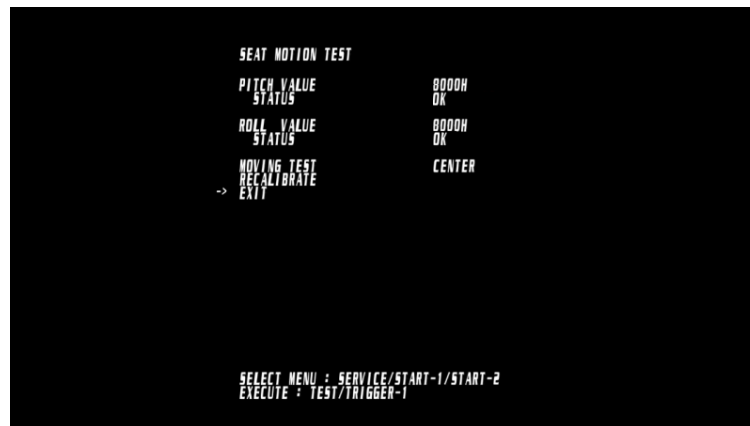 SEAT MOTION TEST
PITCH VALUE 8000H
STATUS OK
ROLL VALUE 8000H
STATUS OK
MOVING TEST CENTER
RECALIBRATE
-> EXIT
SELECT MENU : SERVICE/START-1/START-2
EXECUTE : TEST/TRIGGER-1